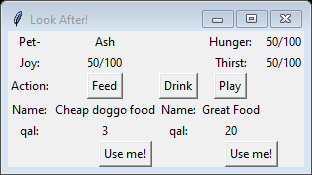 Look After!
Pet- Ash Hunger: 50/100
Joy: 50/100 Thirst: 50/100
Action: Feed Drink Play
Name: Cheap doggo food Name: Great Food
qal: 3 qal: 20
Use me! Use me!